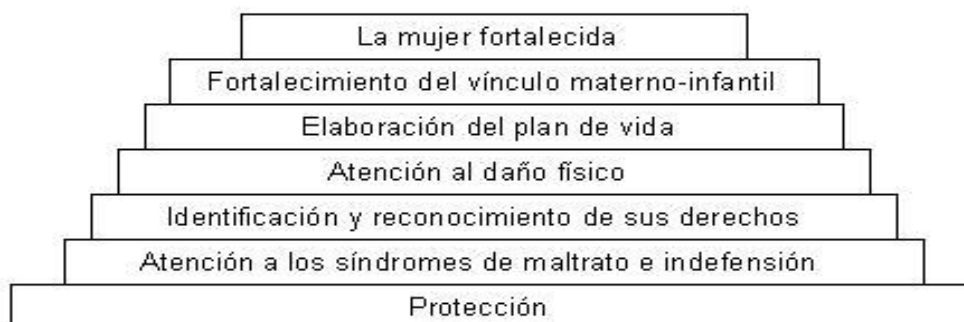 La mujer fortalecida
Fortalecimiento del vínculo materno-infantil
Elaboración del plan de vida
Atención al daño físico
Identificación y reconocimiento de sus derechos
Atención a los síndromes de maltrato e indefensión
Protección